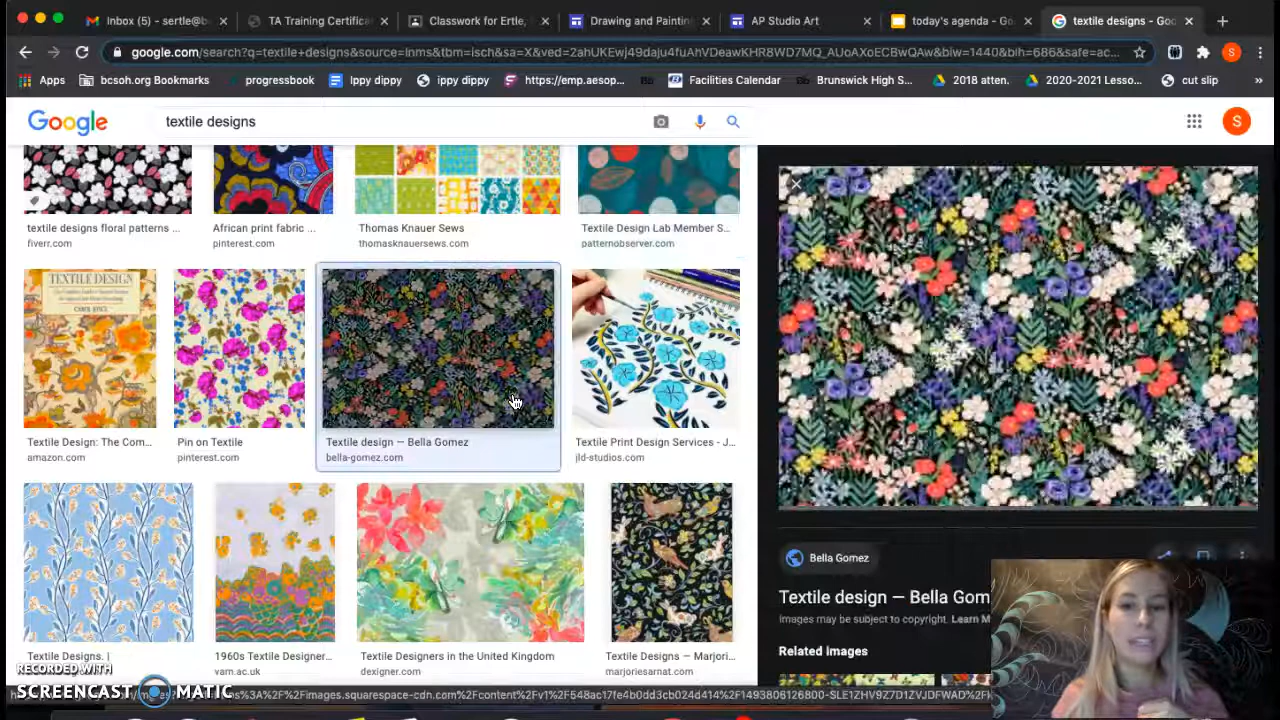 Inbox (5) - sertle@b
TA Training Certifica
Classwork for Ertle,
Drawing and Paintin
AP Studio Art
today's agenda - Go
textile designs - Goo
google.com/search?q=textile+designs&source=lnms&tbm=isch&sa=X&ved=2ahUKEwj49daju4fuAhVDeawKHR8WD7MQ_AUoAXoECBwQAw&biw=1440&bih=686&safe=ac...
Apps
bcsoh.org Bookmarks
progressbook
Ippy dippy
ippy dippy
https://emp.aesop...
Bb
Facilities Calendar
Bb
Brunswick High S...
2018 atten.
2020-2021 Lesso...
cut slip
»
Google
textile designs
S
textile designs floral patterns ...
fiverr.com
African print fabric ...
pinterest.com
Thomas Knauer Sews
thomasknauersews.com
Textile Design Lab Member S...
patternobserver.com
TEXTILE DESIGN
Textile Design: The Com...
amazon.com
Pin on Textile
pinterest.com
Textile design — Bella Gomez
bella-gomez.com
Textile Print Design Services - J...
jld-studios.com
Textile Designs. |
1960s Textile Designer...
vam.ac.uk
Textile Designers in the United Kingdom
dexigner.com
Textile Designs — Marjori...
marjoriesarnat.com
Bella Gomez
Textile design — Bella Gom
Images may be subject to copyright. Learn M
Related images
RECORDED WITH
SCREENCAST MATIC